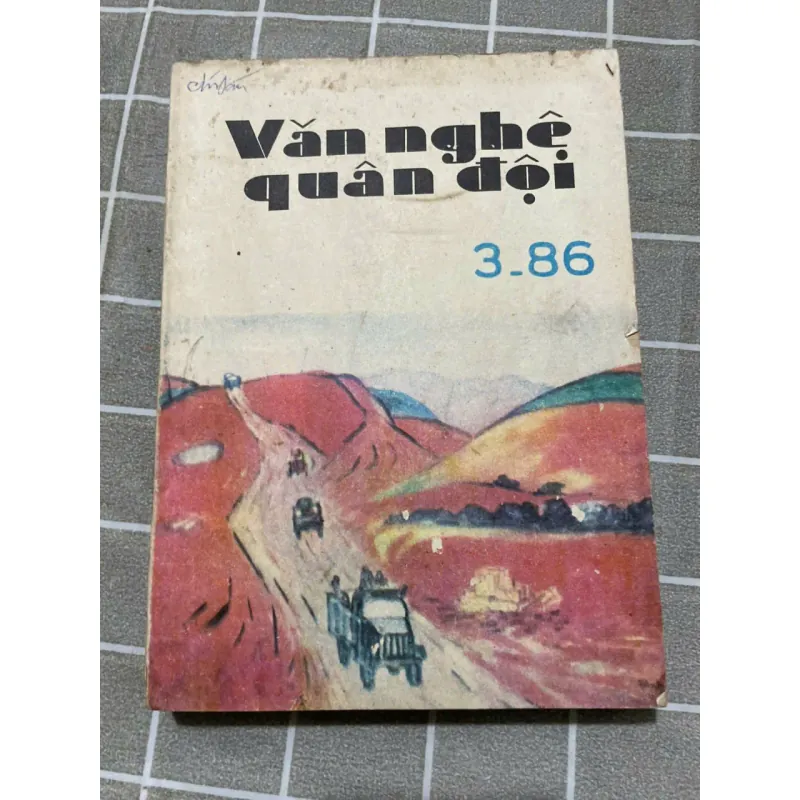 Văn nghệ
quân đội
3-86